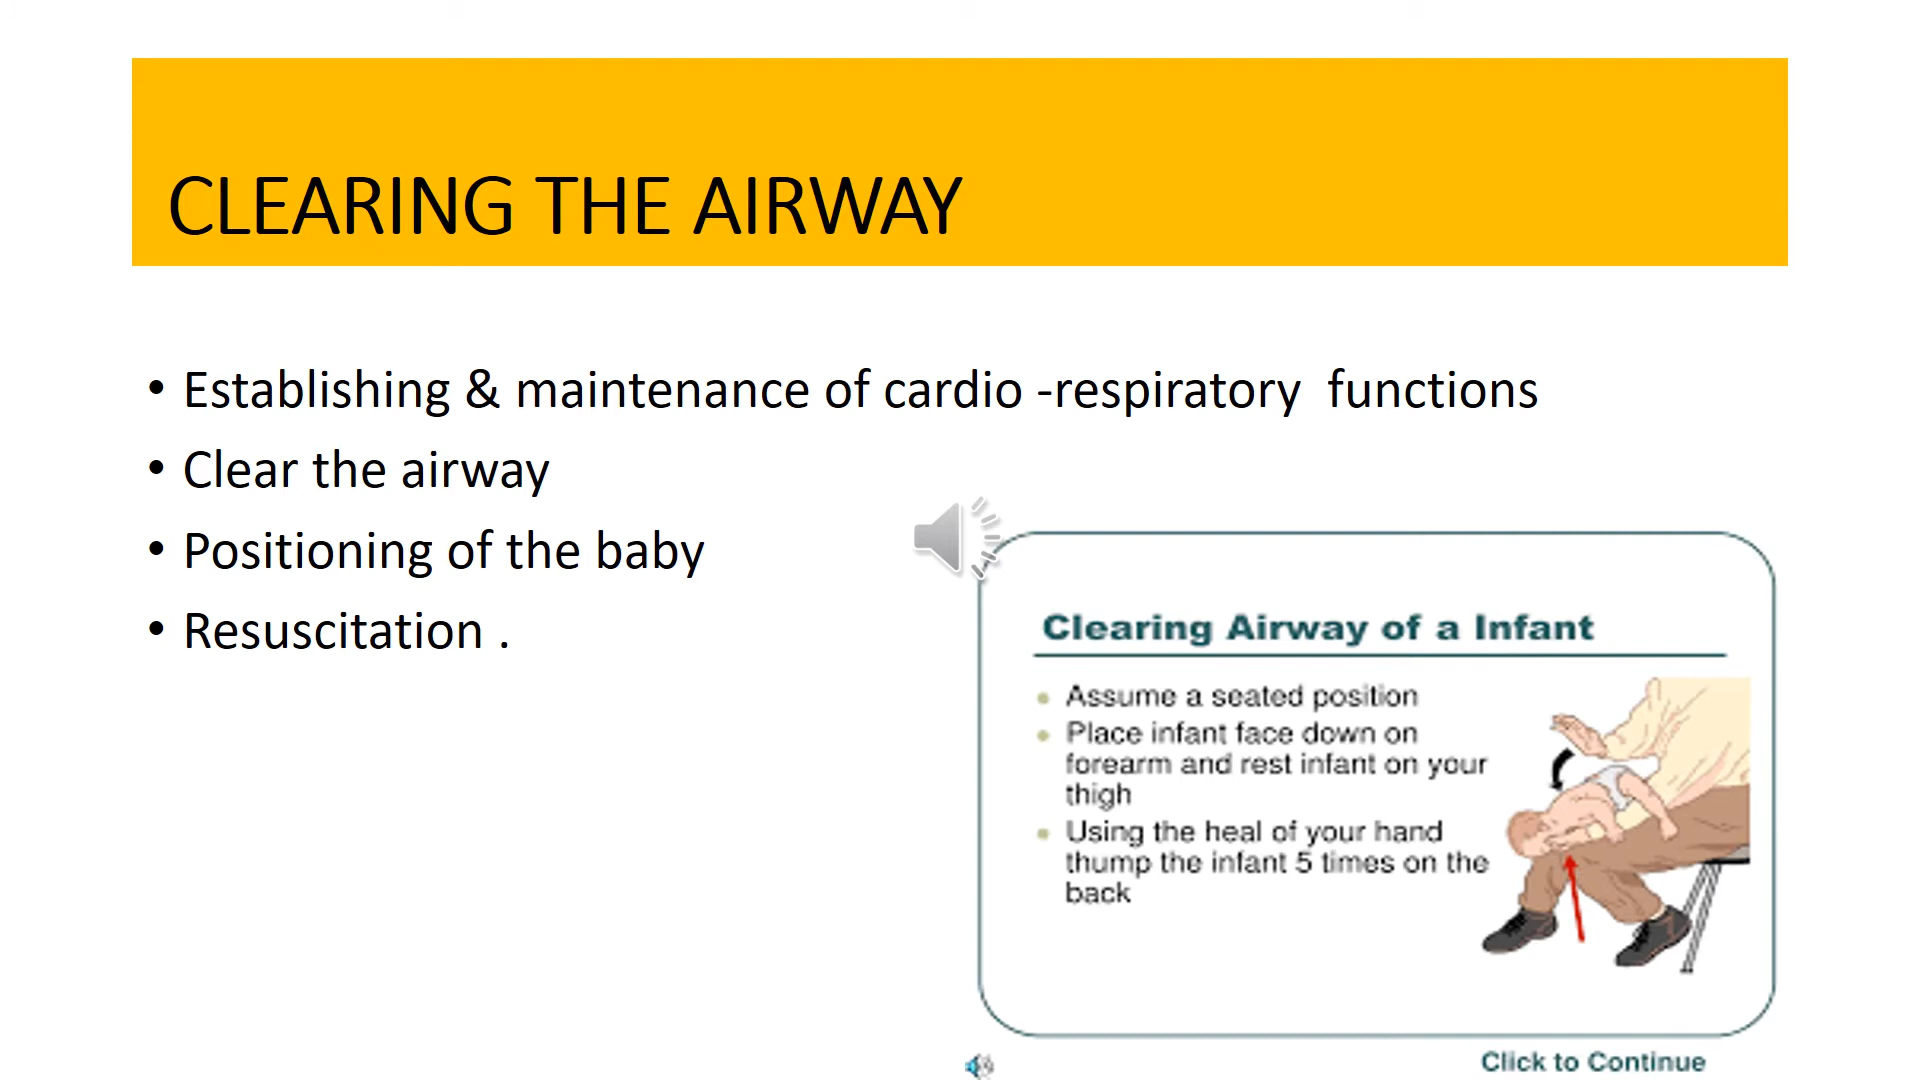 CLEARING THE AIRWAY
• Establishing & maintenance of cardio -respiratory  functions
• Clear the airway
• Positioning of the baby
• Resuscitation .
Clearing Airway of a Infant
• Assume a seated position
• Place infant face down on
forearm and rest infant on your
thigh
• Using the heal of your hand
thump the infant 5 times on the
back
Click to Continue